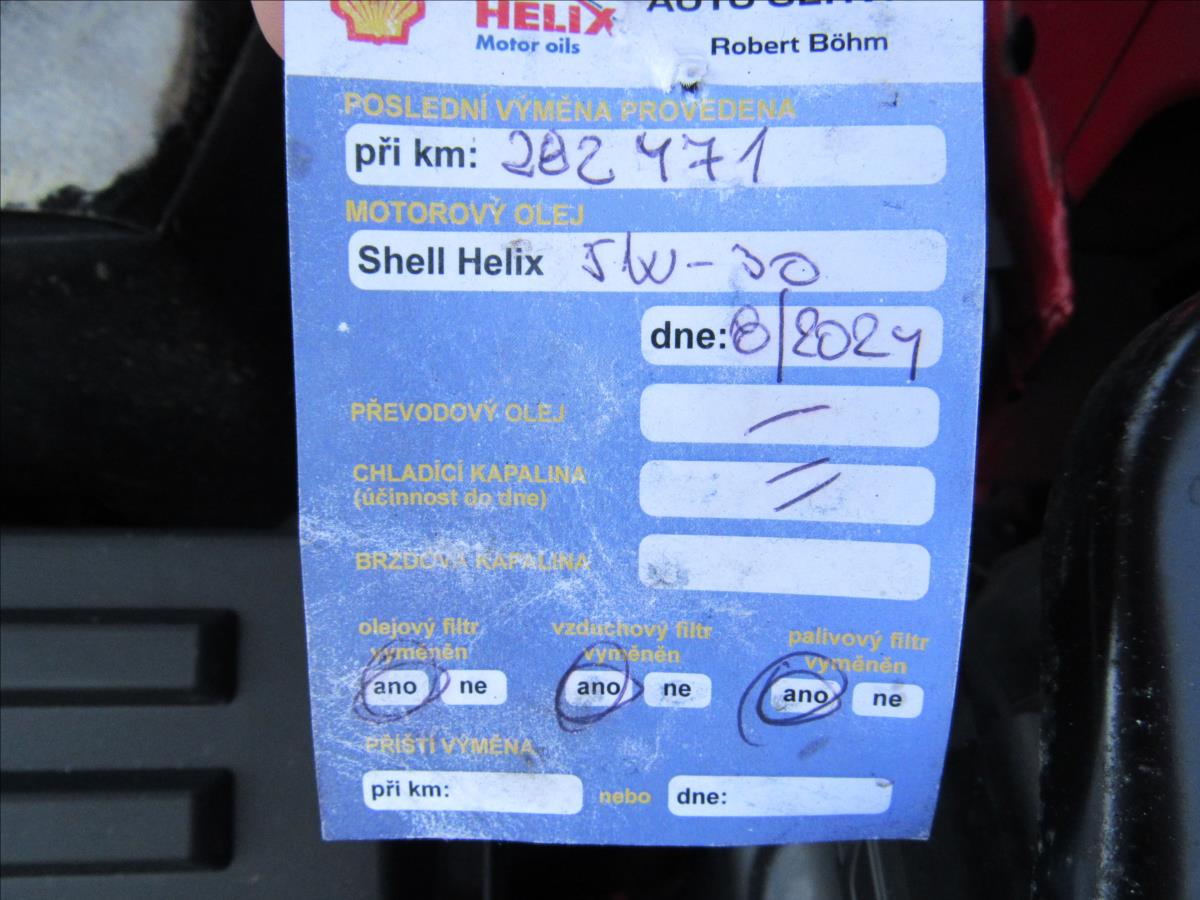 HELIX
Motor oils
AUTO
Robert Böhm
POSLEDNÍ VÝMĚNA PROVEDENA
při km: 282 471
MOTOROVÝ OLEJ
Shell Helix 5W-30
dne: 8/2024
PŘEVODOVÝ OLEJ –
CHLADÍCÍ KAPALINA
(účinnost do dne)
BRZDOVÁ KAPALINA
olejový filtr vzduchový filtr palivový filtr
vyměněn vyměněn vyměněn
ano ne ano ne ano ne
PŘÍŠTÍ VÝMĚNA
při km: nebo dne: